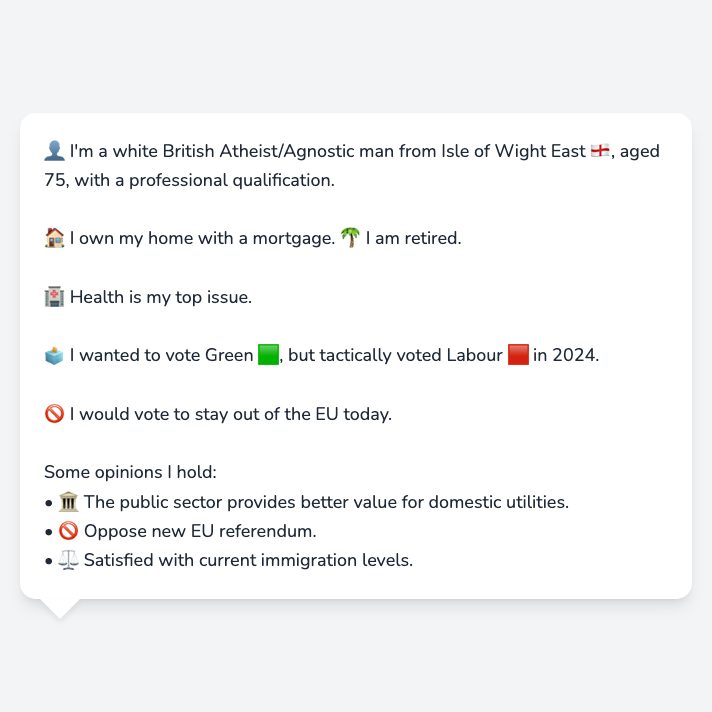 👤 I'm a white British Atheist/Agnostic man from Isle of Wight East 🏴󠁧󠁢󠁥󠁮󠁧󠁿, aged
75, with a professional qualification.
🏠 I own my home with a mortgage. 🌴 I am retired.
🏥 Health is my top issue.
🗳️ I wanted to vote Green 🟩, but tactically voted Labour 🟥 in 2024.
🚫 I would vote to stay out of the EU today.
Some opinions I hold:
• 🏛️ The public sector provides better value for domestic utilities.
• 🚫 Oppose new EU referendum.
• ⚖️ Satisfied with current immigration levels.